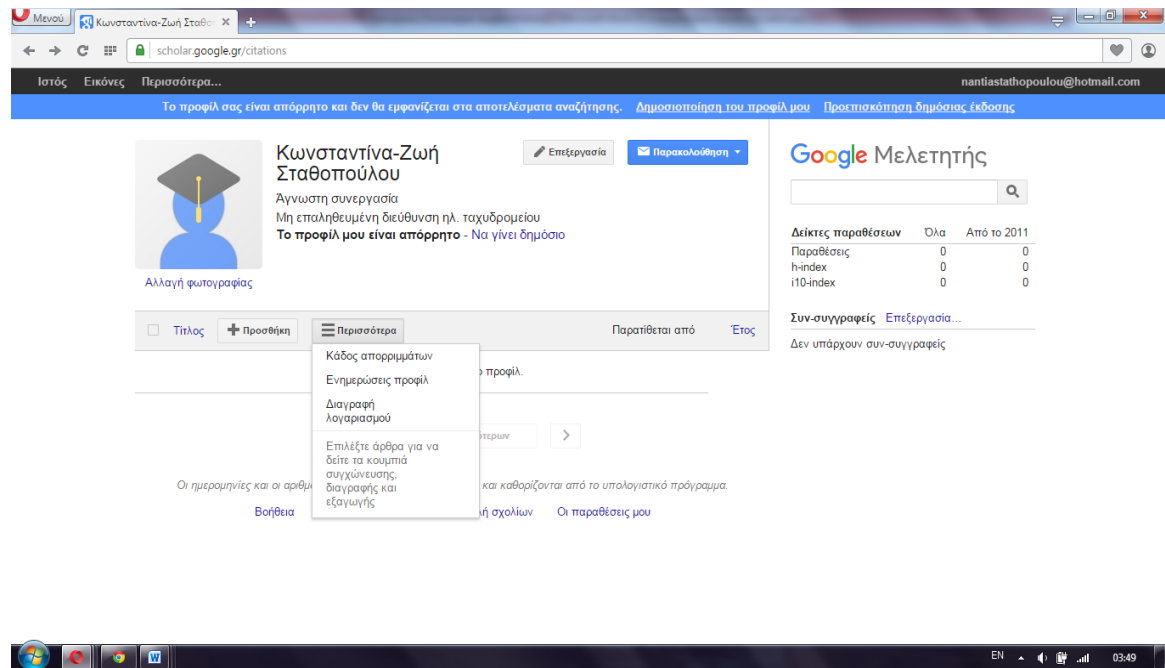 Μενού
Κωνσταντίνα-Ζωή Σταθο
scholar.google.gr/citations
Ιστός Εικόνες Περισσότερα... nantiastathopoulou@hotmail.com
Το προφίλ σας είναι απόρρητο και δεν θα εμφανίζεται στα αποτελέσματα αναζήτησης. Δημοσιοποίηση του προφίλ μου Προεπισκόπηση δημόσιας έκδοσης
Κωνσταντίνα-Ζωή
Σταθοπούλου
Επεξεργασία Παρακολούθηση
Άγνωστη συνεργασία
Μη επαληθευμένη διεύθυνση ηλ. ταχυδρομείου
Το προφίλ μου είναι απόρρητο - Να γίνει δημόσιο
Αλλαγή φωτογραφίας
Τίτλος Προσθήκη Περισσότερα Παρατίθεται από Έτος
Κάδος απορριμμάτων
Ενημερώσεις προφίλ
Διαγραφή
λογαριασμού
Επιλέξτε άρθρα για να
δείτε τα κουμπιά
συγχώνευσης,
διαγραφής και
εξαγωγής
προφίλ.
Οι ημερομηνίες και οι και καθορίζονται από το υπολογιστικό πρόγραμμα.
Βοήθεια σχολίων Οι παραθέσεις μου
Google Μελετητής
Δείκτες παραθέσεων Όλα Από το 2011
Παραθέσεις 0 0
h-index 0 0
i10-index 0 0
Συν-συγγραφείς Επεξεργασία...
Δεν υπάρχουν συν-συγγραφείς
EN 03:49